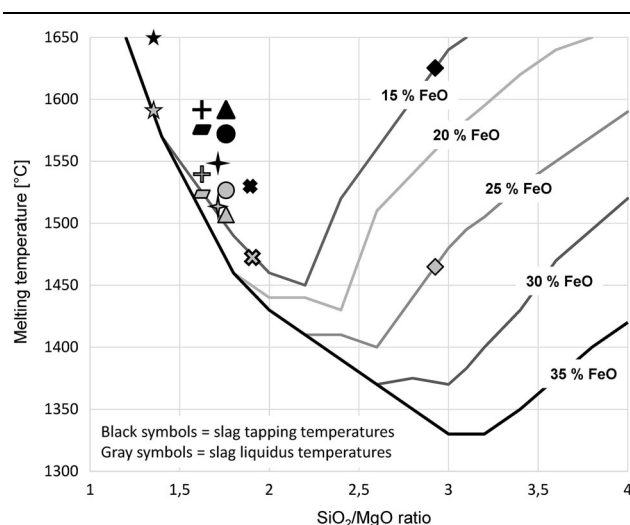 1650
1600
1550
1500
1450
1400
1350
1300
Melting temperature [°C]
15 % FeO
20 % FeO
25 % FeO
30 % FeO
35 % FeO
Black symbols = slag tapping temperatures
Gray symbols = slag liquidus temperatures
1 1,5 2 2,5 3 3,5 4
SiO₂/MgO ratio